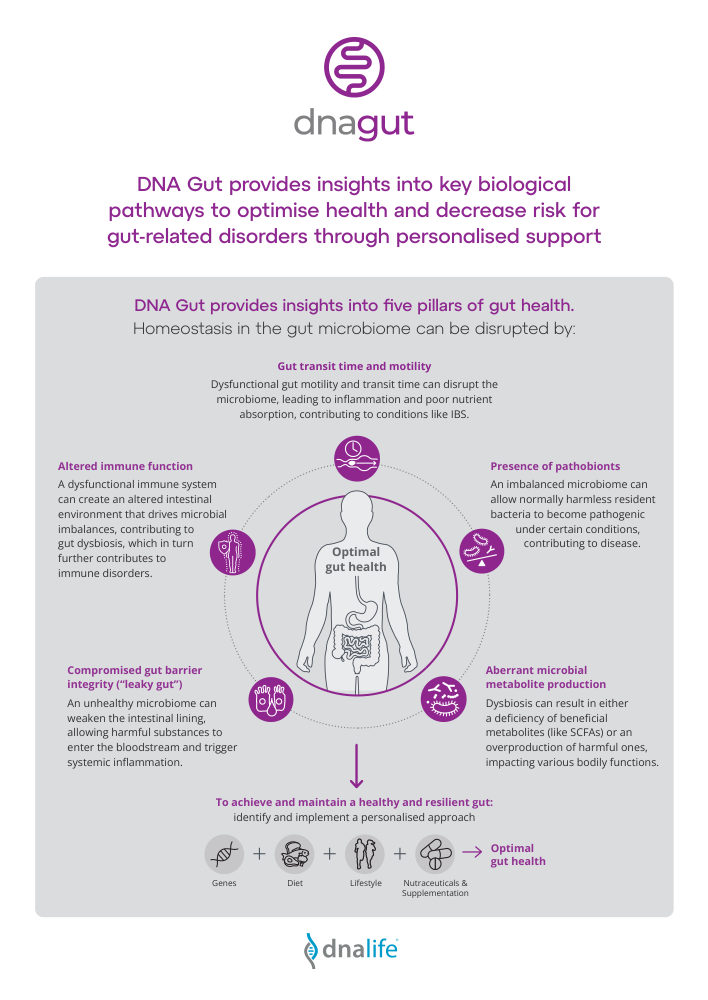 dnagut
DNA Gut provides insights into key biological
pathways to optimise health and decrease risk for
gut-related disorders through personalised support
DNA Gut provides insights into five pillars of gut health.
Homeostasis in the gut microbiome can be disrupted by:
Gut transit time and motility
Dysfunctional gut motility and transit time can disrupt the
microbiome, leading to inflammation and poor nutrient
absorption, contributing to conditions like IBS.
Altered immune function
A dysfunctional immune system
can create an altered intestinal
environment that drives microbial
imbalances, contributing to
gut dysbiosis, which in turn
further contributes to
immune disorders.
Presence of pathobionts
An imbalanced microbiome can
allow normally harmless resident
bacteria to become pathogenic
under certain conditions,
contributing to disease.
Optimal
gut health
Compromised gut barrier
integrity (“leaky gut”)
An unhealthy microbiome can
weaken the intestinal lining,
allowing harmful substances to
enter the bloodstream and trigger
systemic inflammation.
Aberrant microbial
metabolite production
Dysbiosis can result in either
a deficiency of beneficial
metabolites (like SCFAs) or an
overproduction of harmful ones,
impacting various bodily functions.
To achieve and maintain a healthy and resilient gut:
identify and implement a personalised approach
Genes
+
Diet
+
Lifestyle
+
Nutraceuticals &
Supplementation
Optimal
gut health
dnalife